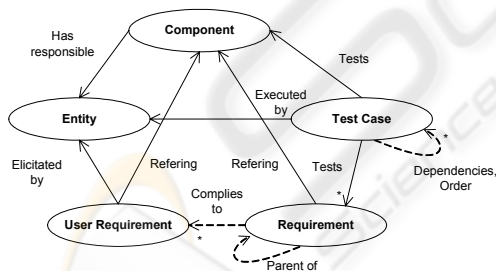 Component
Has
responsible
Tests
Executed
by
Entity
Test Case
*
Elicitated
by
Refering
Refering
Tests
Dependencies,
Order
Complies
to
*
User Requirement
*
Requirement
Parent of